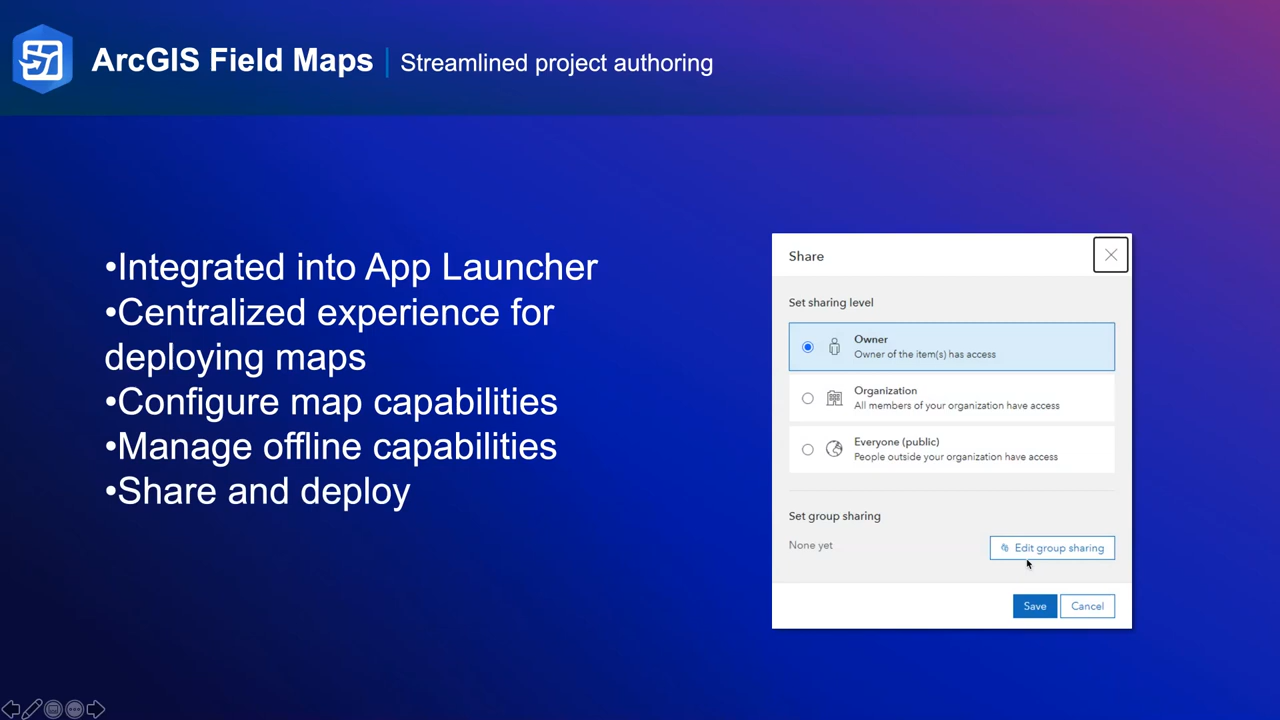 ArcGIS Field Maps | Streamlined project authoring
•Integrated into App Launcher
•Centralized experience for
deploying maps
•Configure map capabilities
•Manage offline capabilities
•Share and deploy
Share
Set sharing level
Owner
Owner of the item(s) has access
Organization
All members of your organization have access
Everyone (public)
People outside your organization have access
Set group sharing
None yet
Edit group sharing
Save
Cancel